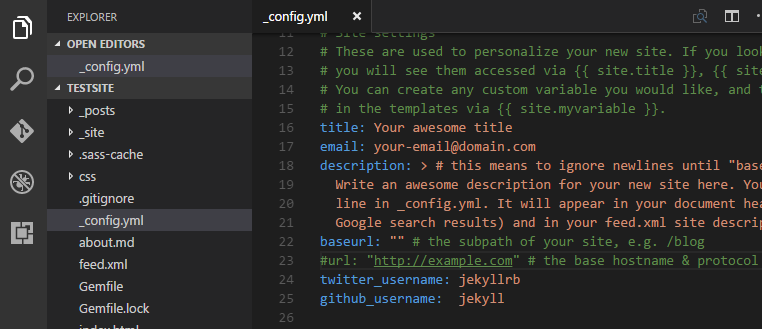 EXPLORER
OPEN EDITORS
_config.yml
TESTSITE
_posts
_site
.sass-cache
css
.gitignore
_config.yml
about.md
feed.xml
Gemfile
Gemfile.lock
index.html
_config.yml
11 # Site settings
12 # These are used to personalize your new site. If you look
13 # you will see them accessed via {{ site.title }}, {{ site
14 # You can create any custom variable you would like, and t
15 # in the templates via {{ site.myvariable }}.
16 title: Your awesome title
17 email: your-email@domain.com
18 description: > # this means to ignore newlines until "base
19 Write an awesome description for your new site here. You
20 line in _config.yml. It will appear in your document hea
21 Google search results) and in your feed.xml site descrip
22 baseurl: "" # the subpath of your site, e.g. /blog
23 #url: "http://example.com" # the base hostname & protocol
24 twitter_username: jekyllrb
25 github_username:  jekyll
26